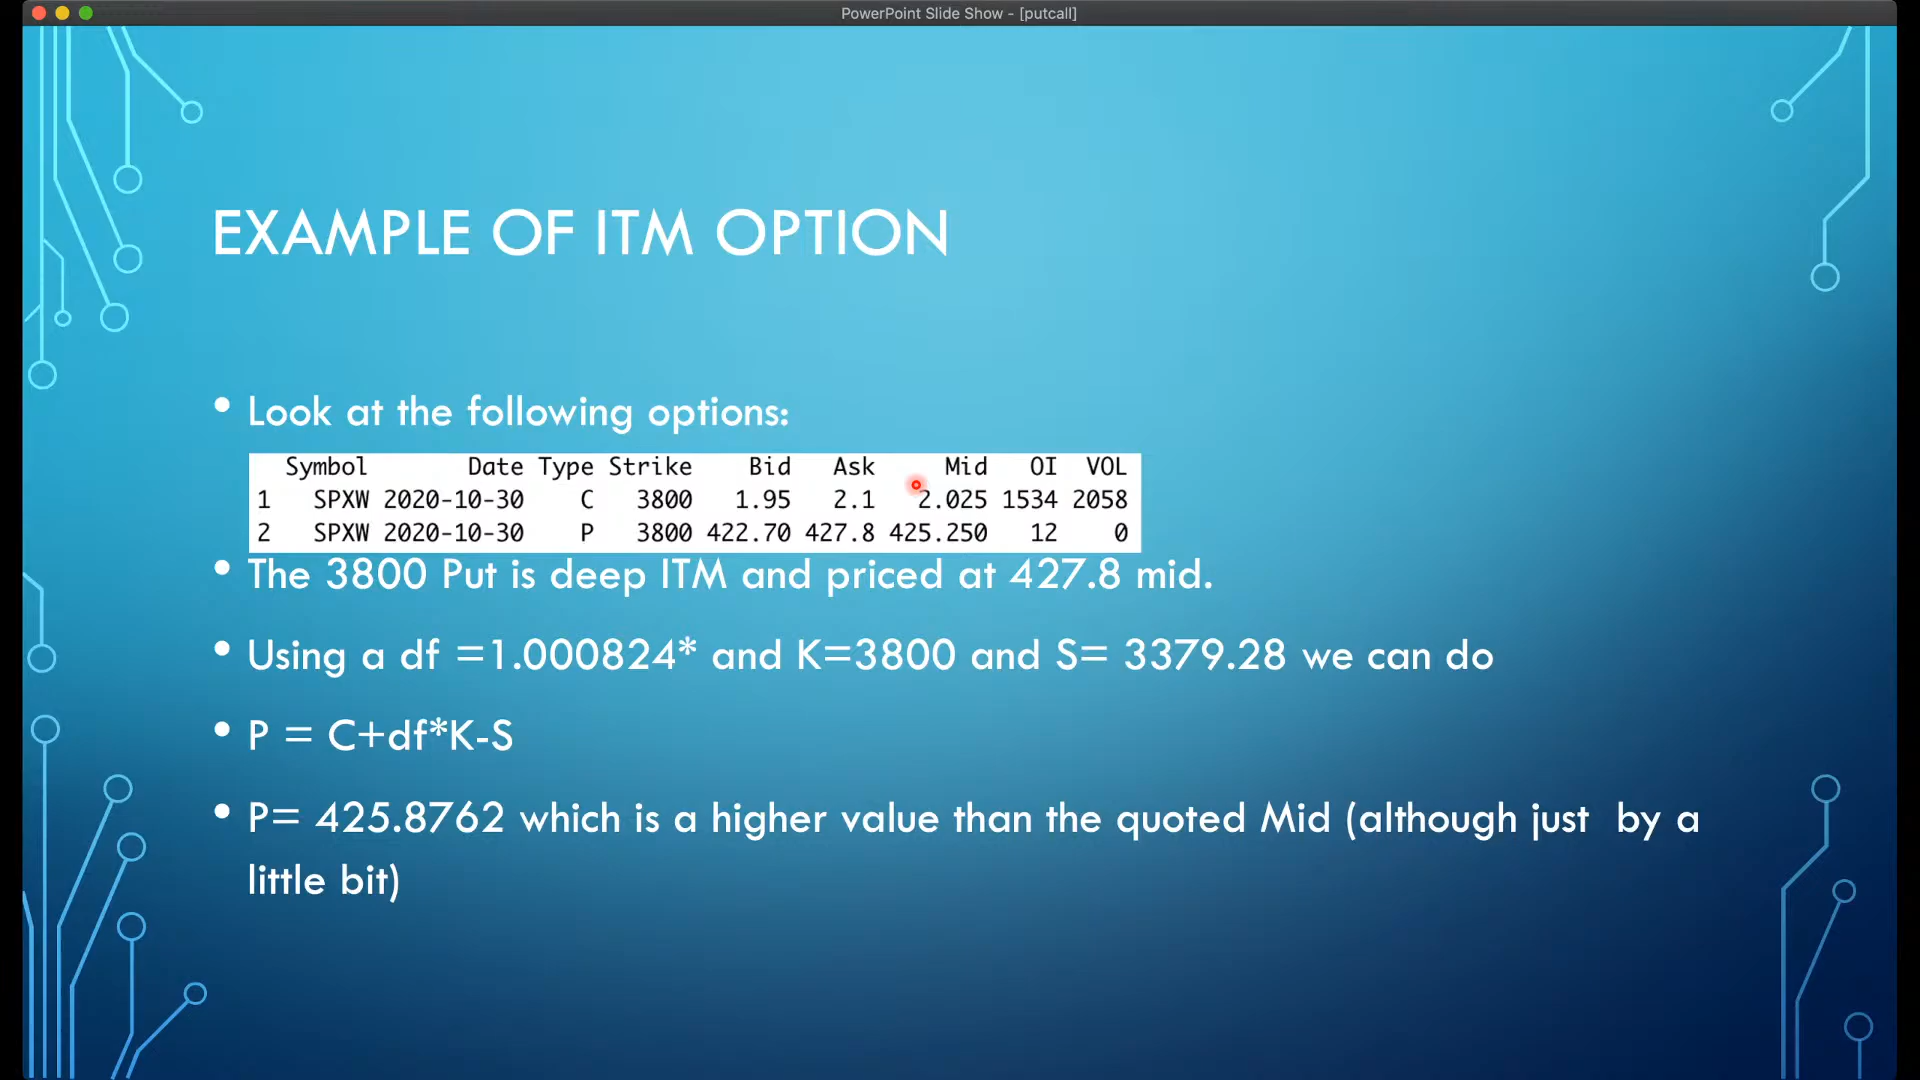 PowerPoint Slide Show - [putcall]
EXAMPLE OF ITM OPTION
• Look at the following options:
Symbol Date Type Strike Bid Ask Mid OI VOL
1 SPXW 2020-10-30 C 3800 1.95 2.1 2.025 1534 2058
2 SPXW 2020-10-30 P 3800 422.70 427.8 425.250 12 0
• The 3800 Put is deep ITM and priced at 427.8 mid.
• Using a df =1.000824* and K=3800 and S= 3379.28 we can do
• P = C+df*K-S
• P= 425.8762 which is a higher value than the quoted Mid (although just by a
little bit)